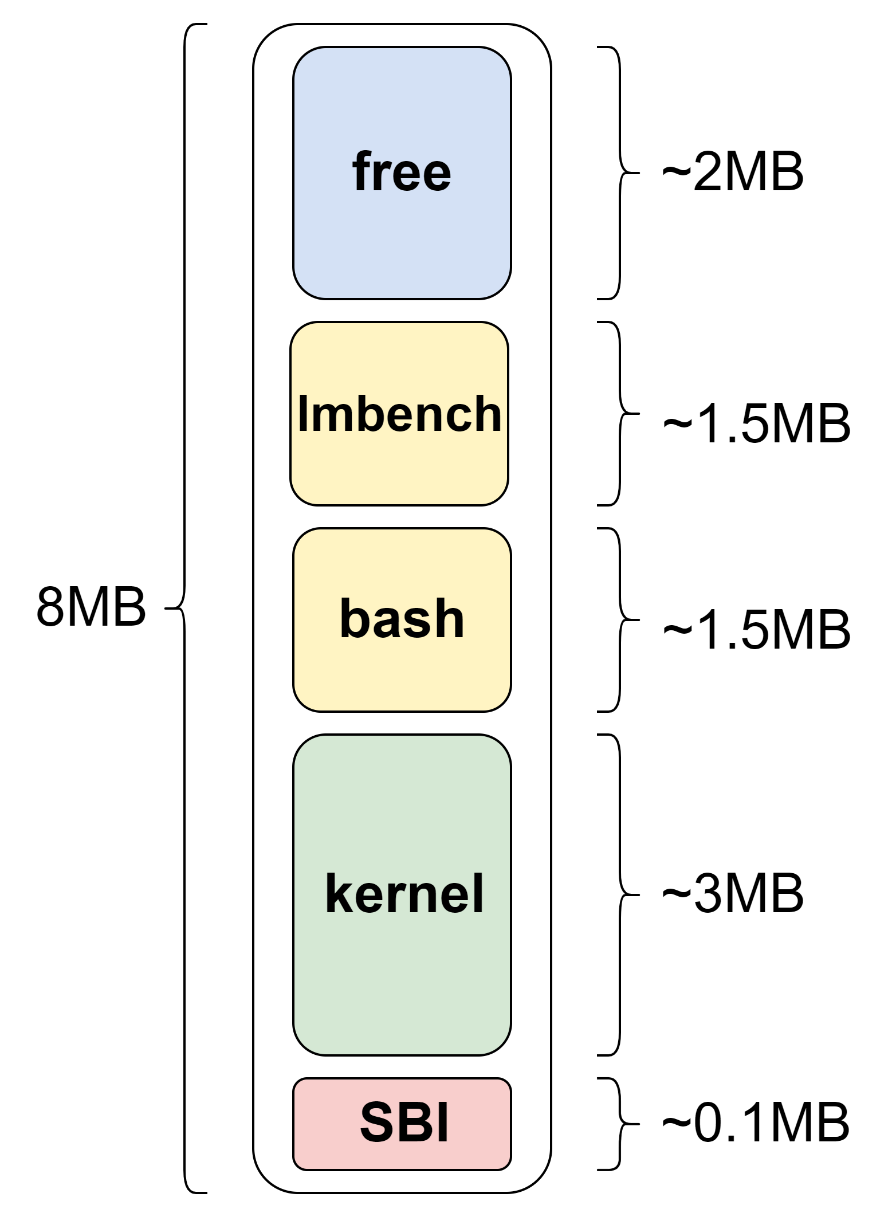 free
~2MB
lmbench
~1.5MB
8MB
bash
~1.5MB
kernel
~3MB
SBI
~0.1MB